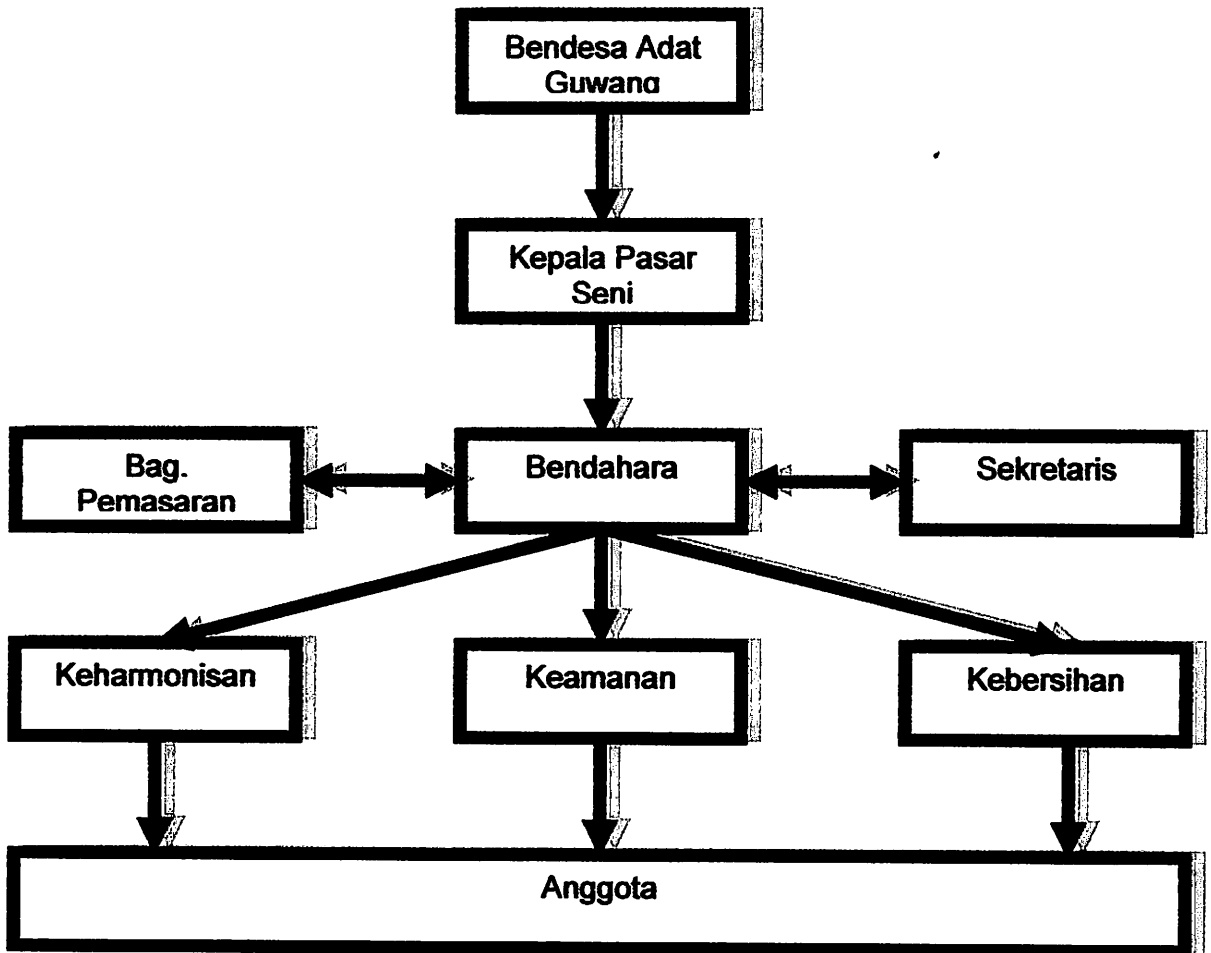 Bendesa Adat
Guwang
Kepala Pasar
Seni
Bag.
Pemasaran
Bendahara
Sekretaris
Keharmonisan
Keamanan
Kebersihan
Anggota